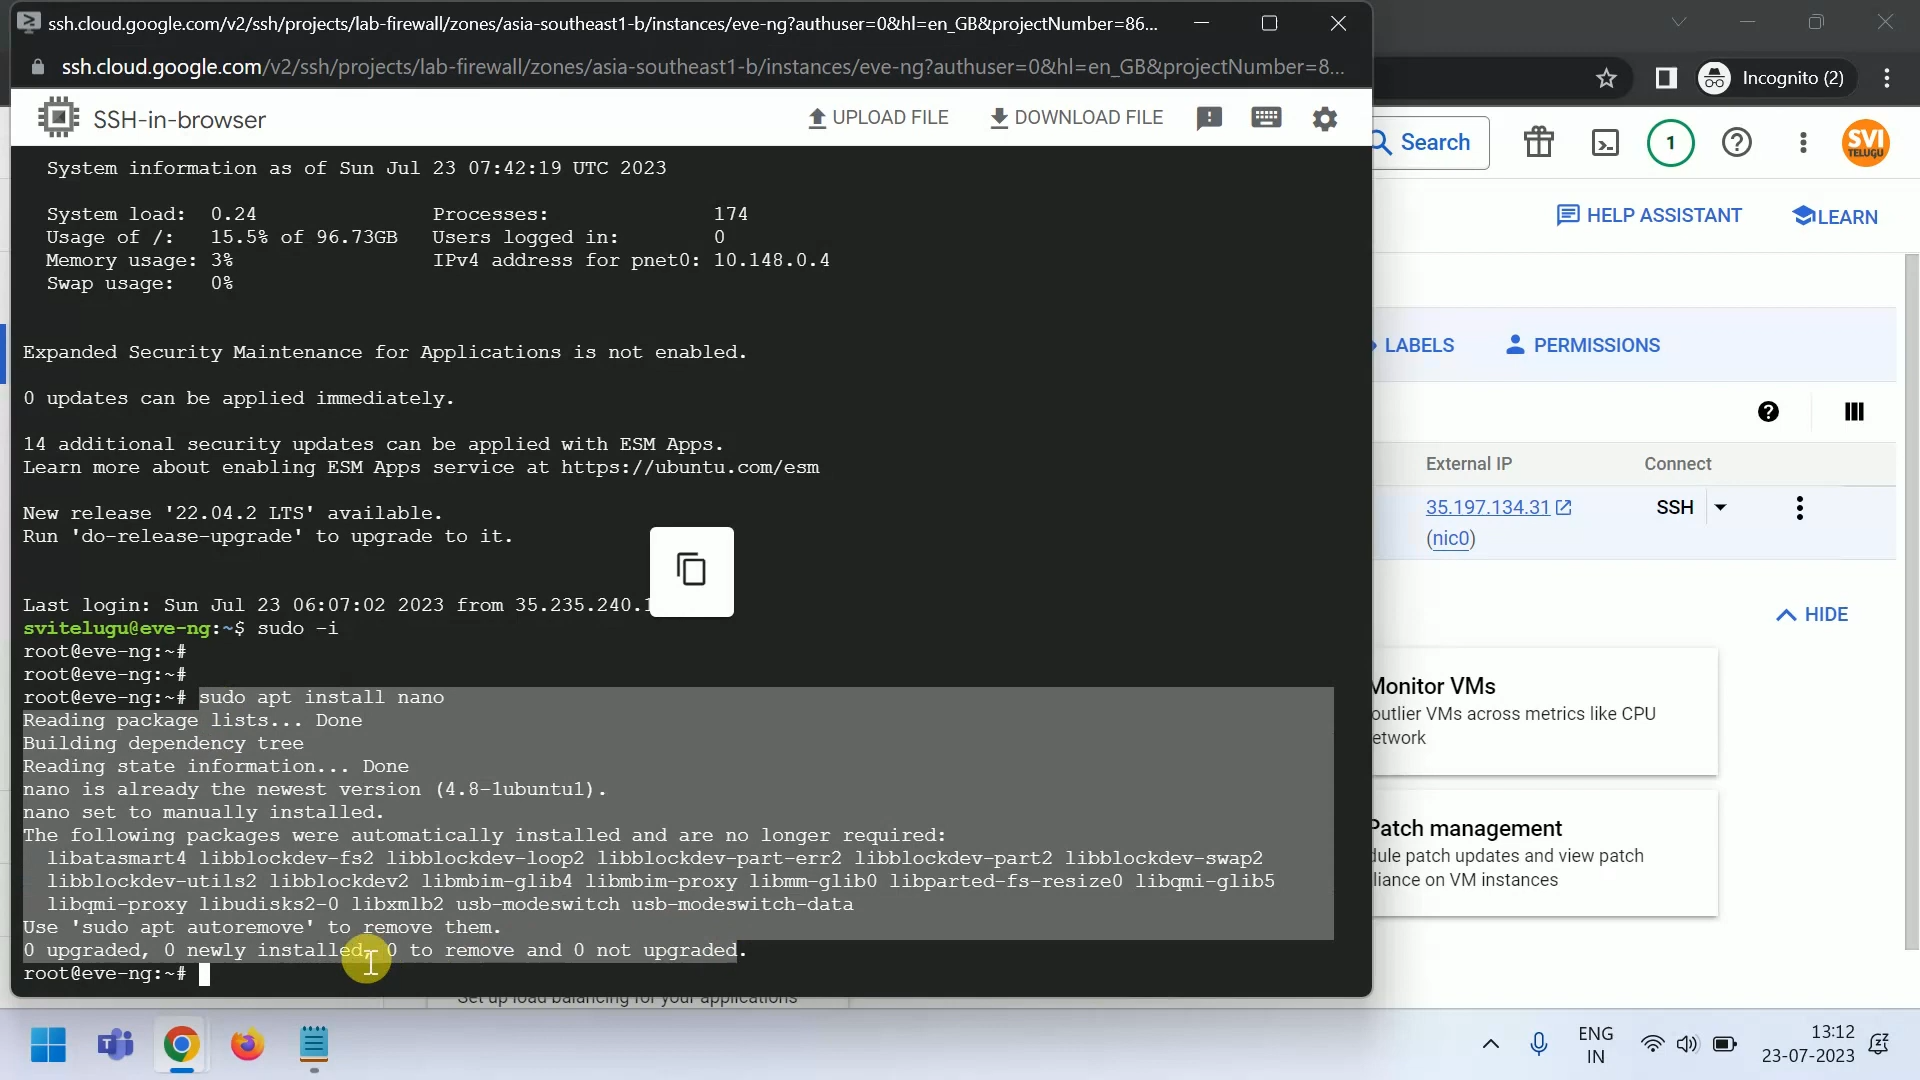 ssh.cloud.google.com/v2/ssh/projects/lab-firewall/zones/asia-southeast1-b/instances/eve-ng?authuser=0&hl=en_GB&projectNumber=86...
ssh.cloud.google.com/v2/ssh/projects/lab-firewall/zones/asia-southeast1-b/instances/eve-ng?authuser=0&hl=en_GB&projectNumber=8...
Incognito (2)
SSH-in-browser
UPLOAD FILE
DOWNLOAD FILE
Search
1
SVI
TELUGU
HELP ASSISTANT
LEARN
System information as of Sun Jul 23 07:42:19 UTC 2023
System load: 0.24 Processes: 174
Usage of /: 15.5% of 96.73GB Users logged in: 0
Memory usage: 3% IPv4 address for pnet0: 10.148.0.4
Swap usage: 0%
Expanded Security Maintenance for Applications is not enabled.
0 updates can be applied immediately.
14 additional security updates can be applied with ESM Apps.
Learn more about enabling ESM Apps service at https://ubuntu.com/esm
New release '22.04.2 LTS' available.
Run 'do-release-upgrade' to upgrade to it.
Last login: Sun Jul 23 06:07:02 2023 from 35.235.240.1
svitelugu@eve-ng:~$ sudo -i
root@eve-ng:~#
root@eve-ng:~#
root@eve-ng:~# sudo apt install nano
Reading package lists... Done
Building dependency tree
Reading state information... Done
nano is already the newest version (4.8-1ubuntu1).
nano set to manually installed.
The following packages were automatically installed and are no longer required:
libatasmart4 libblockdev-fs2 libblockdev-loop2 libblockdev-part-err2 libblockdev-part2 libblockdev-swap2
libblockdev-utils2 libblockdev2 libmbim-glib4 libmbim-proxy libmm-glib0 libparted-fs-resize0 libqmi-glib5
libqmi-proxy libudisks2-0 libxmlb2 usb-modeswitch usb-modeswitch-data
Use 'sudo apt autoremove' to remove them.
0 upgraded, 0 newly installed, 0 to remove and 0 not upgraded.
root@eve-ng:~#
LABELS
PERMISSIONS
External IP
Connect
35.197.134.31
SSH
(nic0)
HIDE
Monitor VMs
outlier VMs across metrics like CPU
etwork
Patch management
dule patch updates and view patch
liance on VM instances
Set up load balancing for your applications
ENG
IN
13:12
23-07-2023